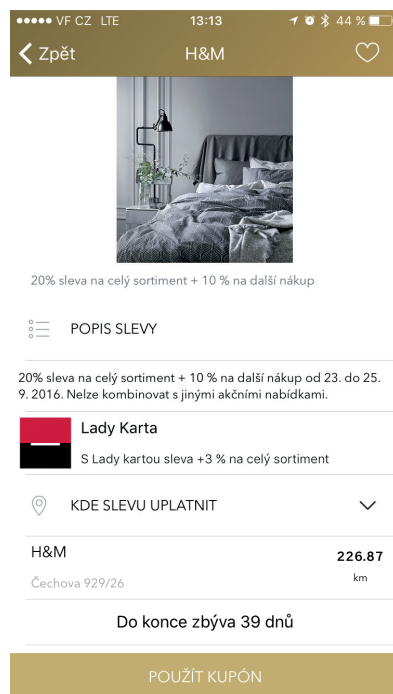 VF CZ LTE 13:13 44 %
Zpět H&M
20% sleva na celý sortiment + 10 % na další nákup
POPIS SLEVY
20% sleva na celý sortiment + 10 % na další nákup od 23. do 25.
9. 2016. Nelze kombinovat s jinými akčními nabídkami.
Lady Karta
S Lady kartou sleva +3 % na celý sortiment
KDE SLEVU UPLATNIT
H&M 226.87
Čechova 929/26 km
Do konce zbývá 39 dnů
POUŽÍT KUPÓN